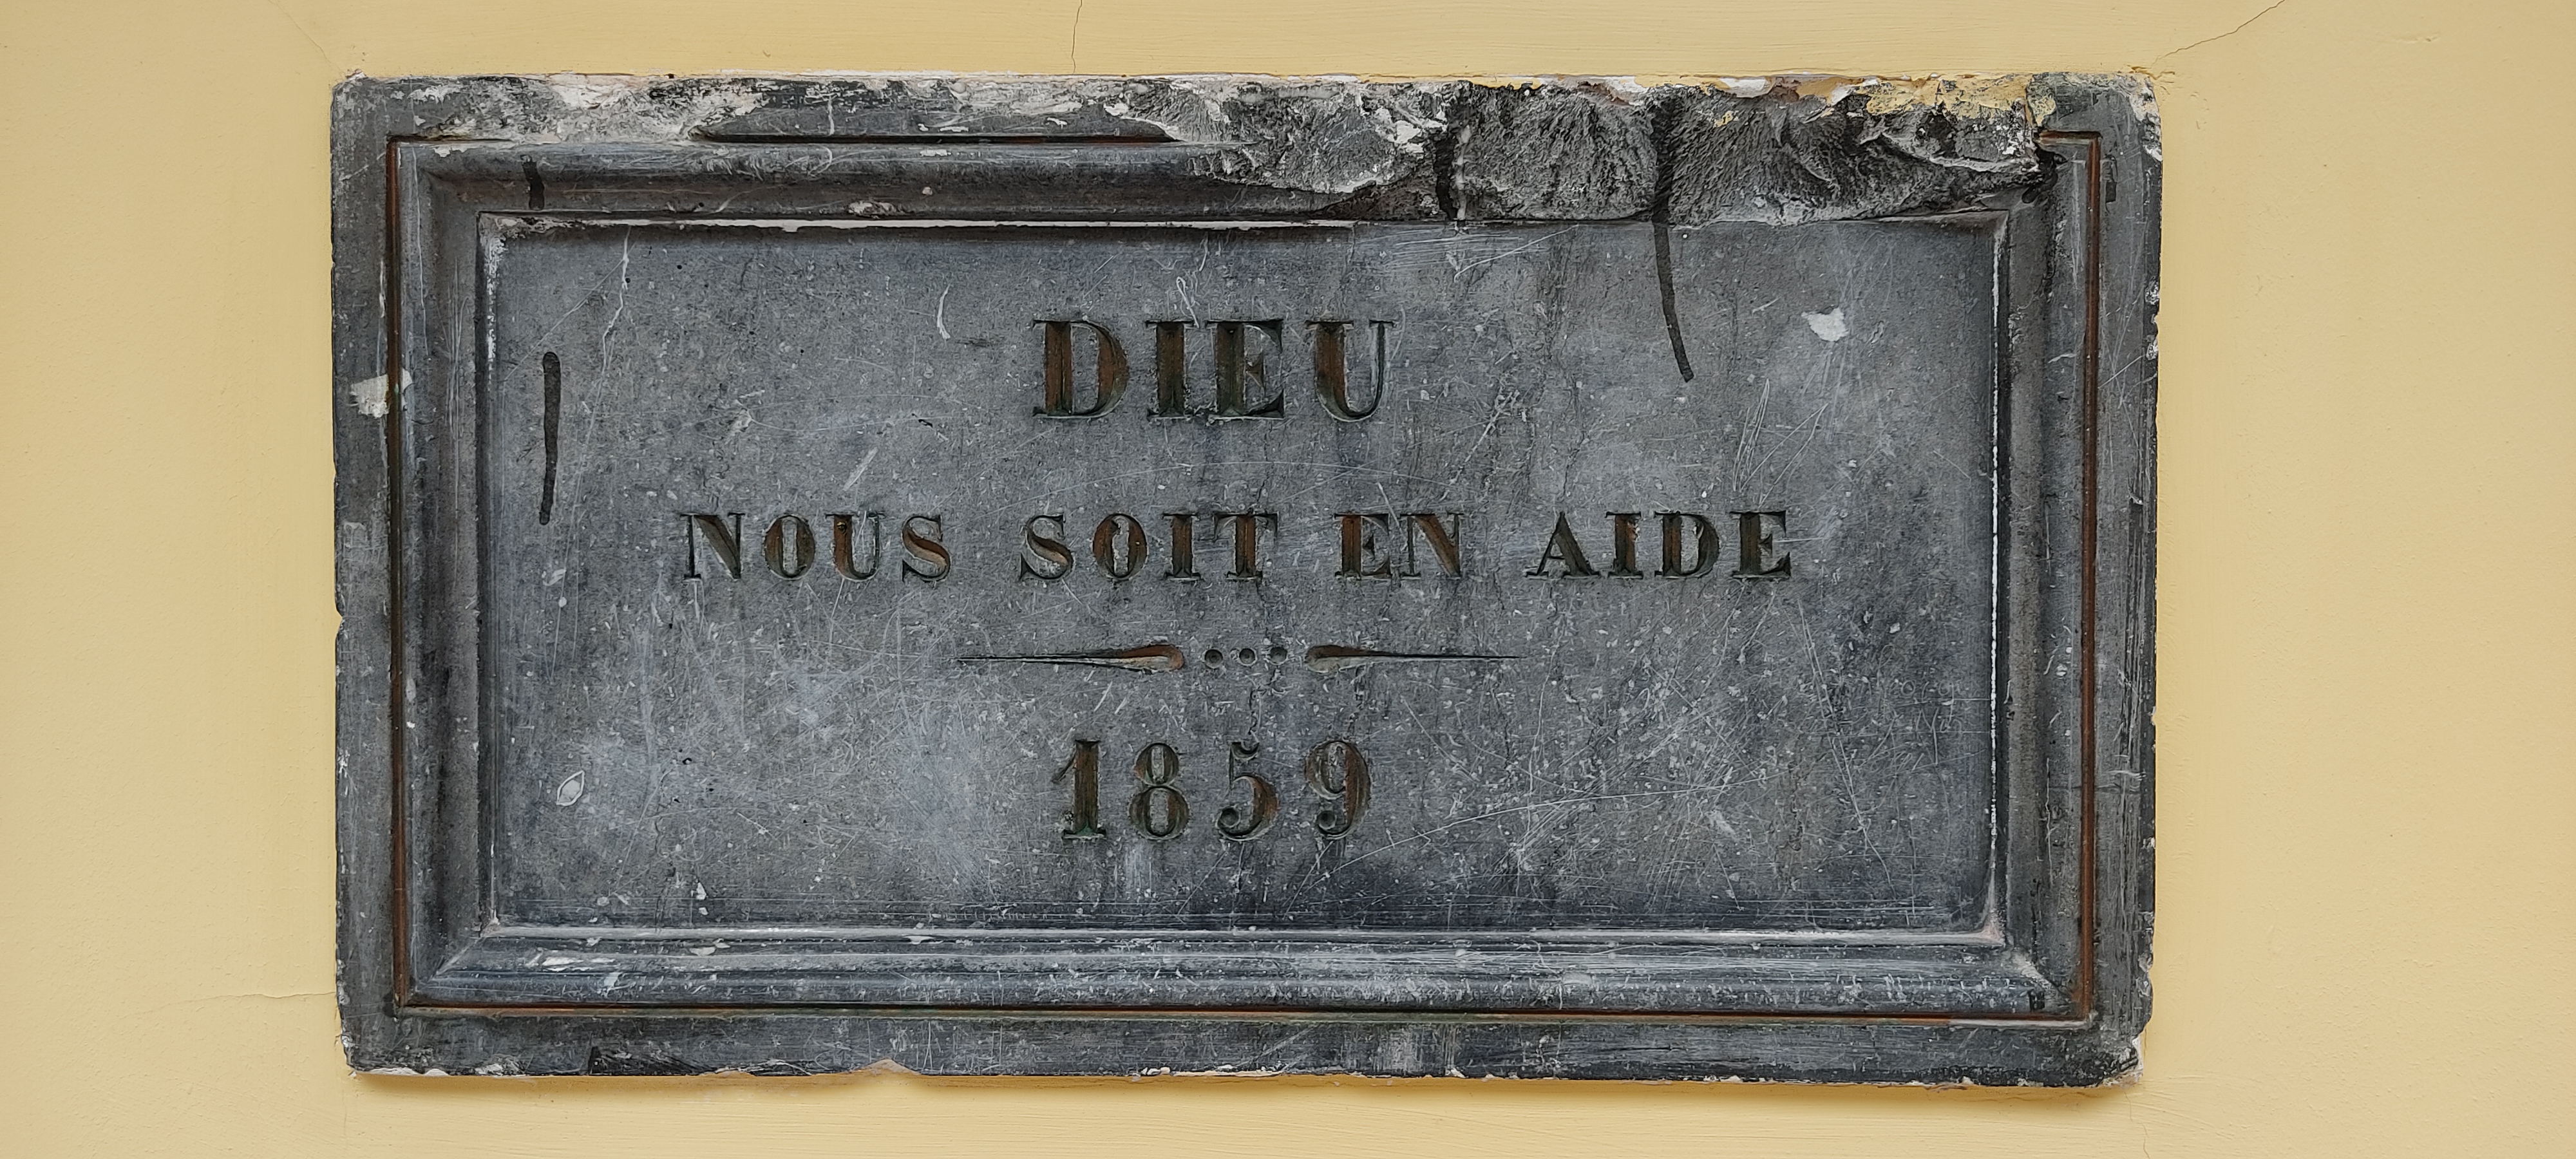 DIEU
NOUS SOIT EN AIDE
1859